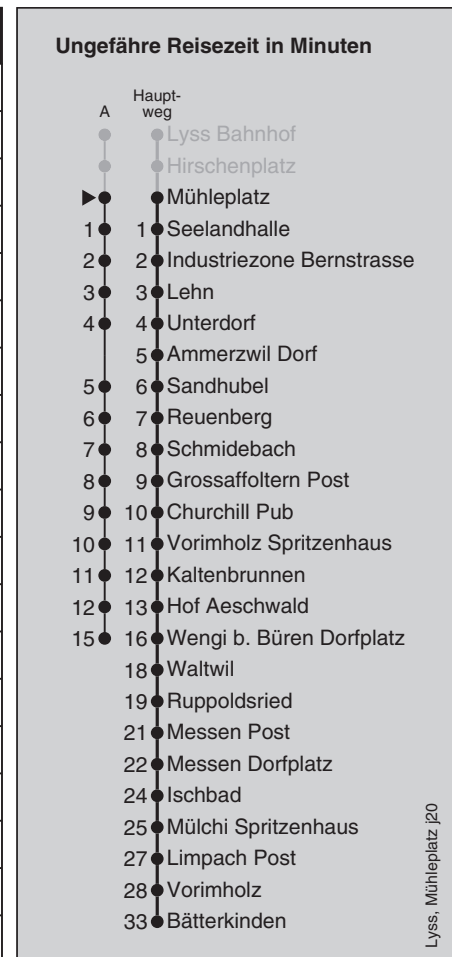 Ungefähre Reisezeit in Minuten
Haupt-
A weg
Lyss Bahnhof
Hirschenplatz
Mühleplatz
1 1 Seelandhalle
2 2 Industriezone Bernstrasse
3 3 Lehn
4 4 Unterdorf
5 Ammerzwil Dorf
5 6 Sandhubel
6 7 Reuenberg
7 8 Schmidebach
8 9 Grossaffoltern Post
9 10 Churchill Pub
10 11 Vorimholz Spritzenhaus
11 12 Kaltenbrunnen
12 13 Hof Aeschwald
15 16 Wengi b. Büren Dorfplatz
18 Waltwil
19 Ruppoldsried
21 Messen Post
22 Messen Dorfplatz
24 Ischbad
25 Mülchi Spritzenhaus
27 Limpach Post
28 Vorimholz
33 Bätterkinden
Lyss, Mühleplatz j20